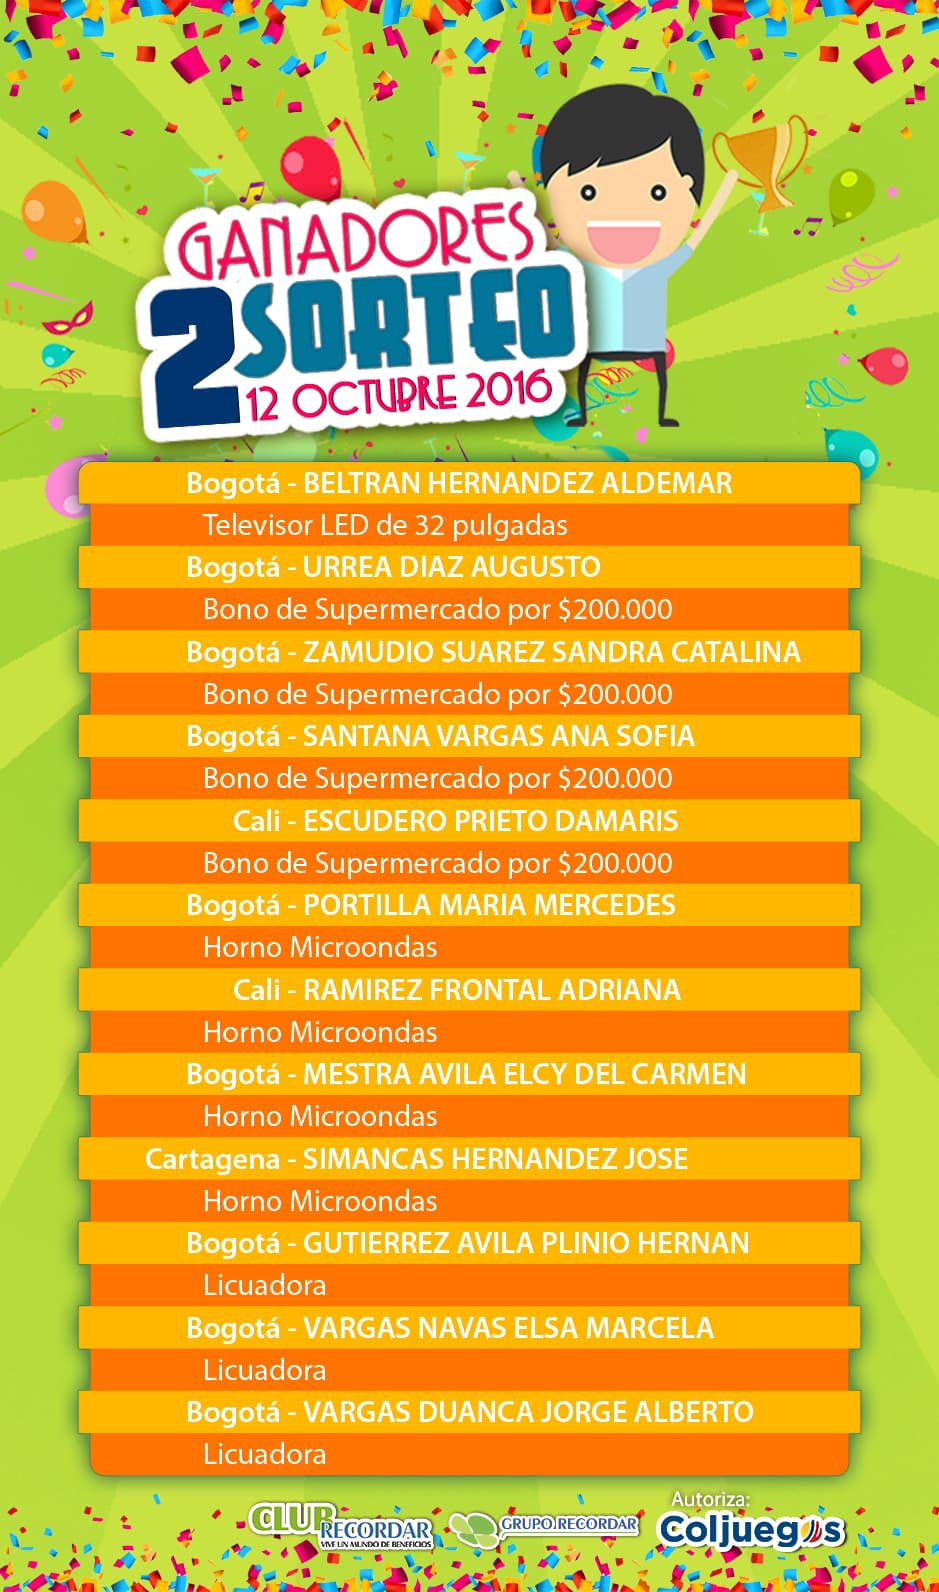 GANADORES
2 SORTEO
12 OCTUBRE 2016
Bogotá - BELTRAN HERNANDEZ ALDEMAR
Televisor LED de 32 pulgadas
Bogotá - URREA DIAZ AUGUSTO
Bono de Supermercado por $200.000
Bogotá - ZAMUDIO SUAREZ SANDRA CATALINA
Bono de Supermercado por $200.000
Bogotá - SANTANA VARGAS ANA SOFIA
Bono de Supermercado por $200.000
Cali - ESCUDERO PRIETO DAMARIS
Bono de Supermercado por $200.000
Bogotá - PORTILLA MARIA MERCEDES
Horno Microondas
Cali - RAMIREZ FRONTAL ADRIANA
Horno Microondas
Bogotá - MESTRA AVILA ELCY DEL CARMEN
Horno Microondas
Cartagena - SIMANCAS HERNANDEZ JOSE
Horno Microondas
Bogotá - GUTIERREZ AVILA PLINIO HERNAN
Licuadora
Bogotá - VARGAS NAVAS ELSA MARCELA
Licuadora
Bogotá - VARGAS DUANCA JORGE ALBERTO
Licuadora
CLUB
RECORDAR
VIVE UN MUNDO DE BENEFICIOS
GRUPO RECORDAR
Autoriza:
Coljuegos